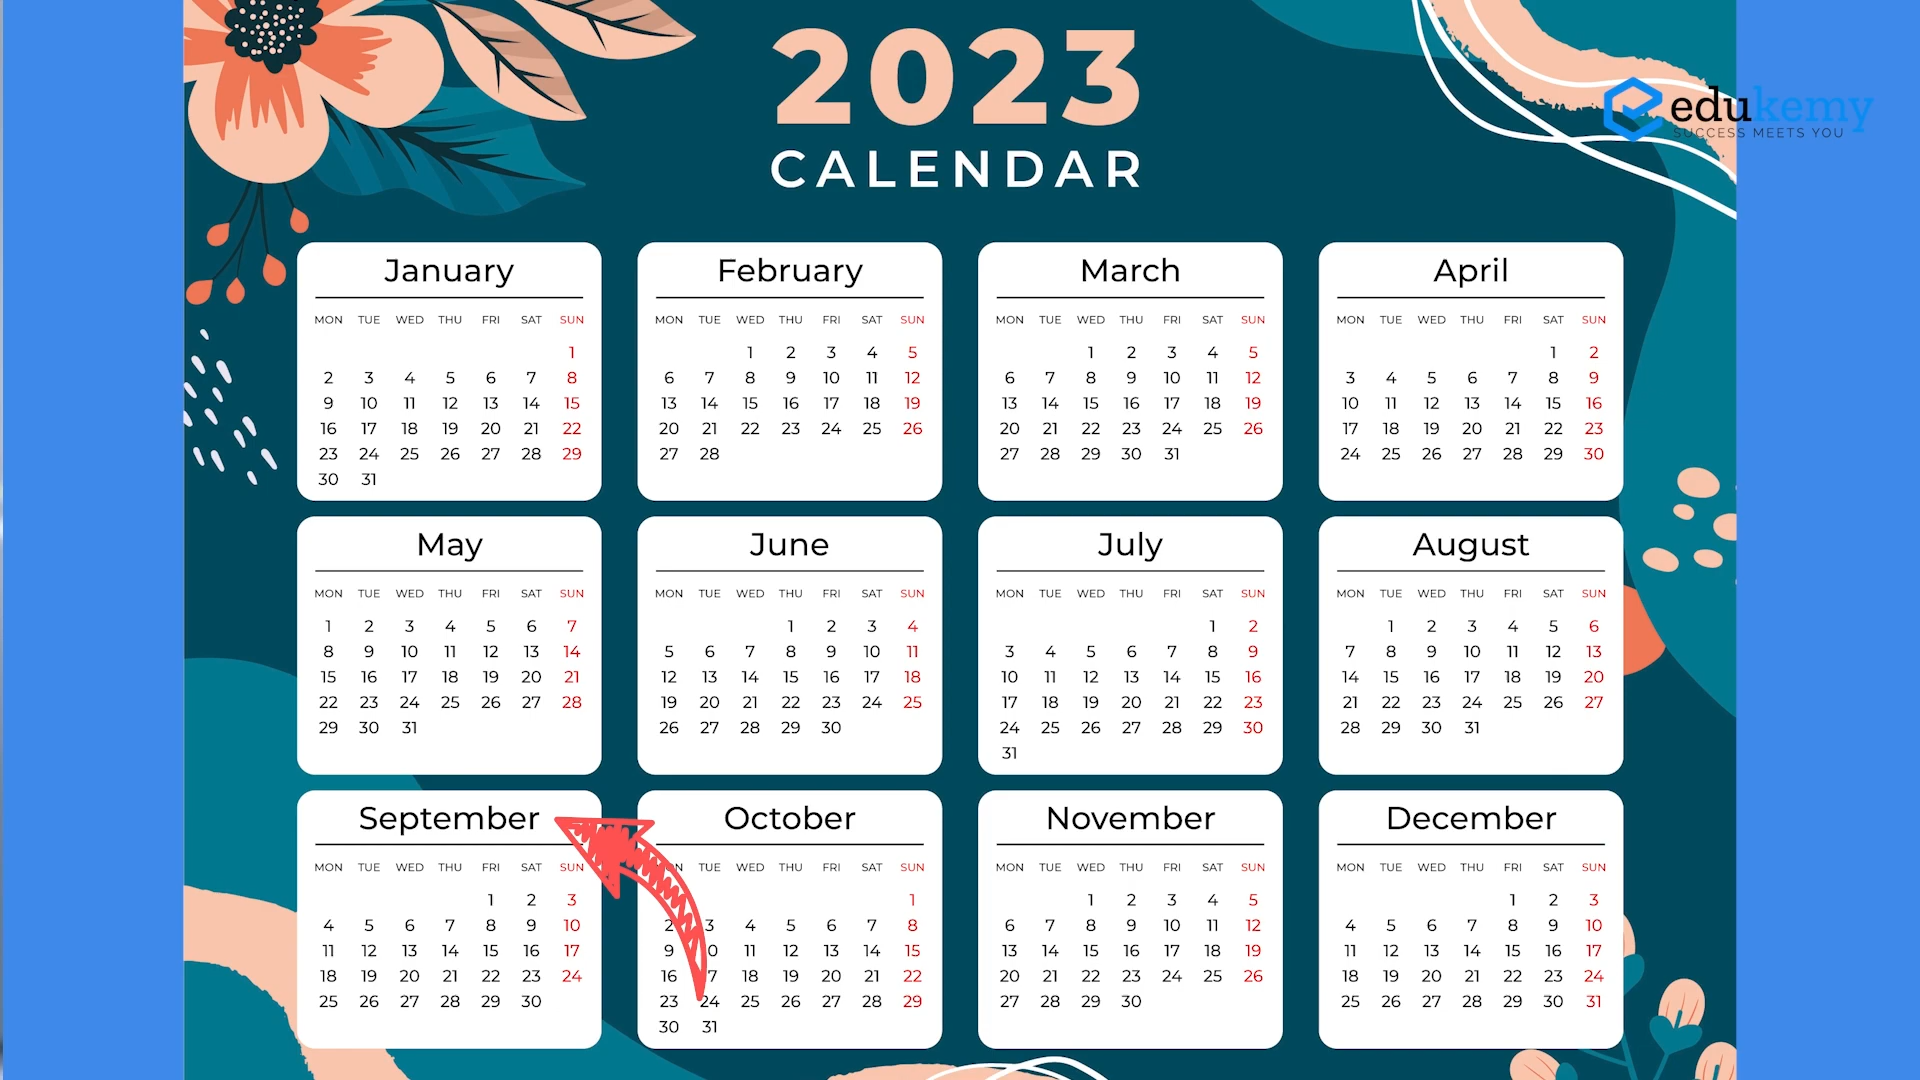 2023
CALENDAR
edukemy
SUCCESS MEETS YOU
January
MON TUE WED THU FRI SAT SUN
1
2 3 4 5 6 7 8
9 10 11 12 13 14 15
16 17 18 19 20 21 22
23 24 25 26 27 28 29
30 31
February
MON TUE WED THU FRI SAT SUN
1 2 3 4 5
6 7 8 9 10 11 12
13 14 15 16 17 18 19
20 21 22 23 24 25 26
27 28
March
MON TUE WED THU FRI SAT SUN
1 2 3 4 5
6 7 8 9 10 11 12
13 14 15 16 17 18 19
20 21 22 23 24 25 26
27 28 29 30 31
April
MON TUE WED THU FRI SAT SUN
1 2
3 4 5 6 7 8 9
10 11 12 13 14 15 16
17 18 19 20 21 22 23
24 25 26 27 28 29 30
May
MON TUE WED THU FRI SAT SUN
1 2 3 4 5 6 7
8 9 10 11 12 13 14
15 16 17 18 19 20 21
22 23 24 25 26 27 28
29 30 31
June
MON TUE WED THU FRI SAT SUN
1 2 3 4
5 6 7 8 9 10 11
12 13 14 15 16 17 18
19 20 21 22 23 24 25
26 27 28 29 30
July
MON TUE WED THU FRI SAT SUN
1 2
3 4 5 6 7 8 9
10 11 12 13 14 15 16
17 18 19 20 21 22 23
24 25 26 27 28 29 30
31
August
MON TUE WED THU FRI SAT SUN
1 2 3 4 5 6
7 8 9 10 11 12 13
14 15 16 17 18 19 20
21 22 23 24 25 26 27
28 29 30 31
September
MON TUE WED THU FRI SAT SUN
1 2 3
4 5 6 7 8 9 10
11 12 13 14 15 16 17
18 19 20 21 22 23 24
25 26 27 28 29 30
October
TUE WED THU FRI SAT SUN
1
2 3 4 5 6 7 8
9 11 12 13 14 15
16 18 19 20 21 22
23 24 25 26 27 28 29
30 31
November
MON TUE WED THU FRI SAT SUN
1 2 3 4 5
6 7 8 9 10 11 12
13 14 15 16 17 18 19
20 21 22 23 24 25 26
27 28 29 30
December
MON TUE WED THU FRI SAT SUN
1 2 3
4 5 6 7 8 9 10
11 12 13 14 15 16 17
18 19 20 21 22 23 24
25 26 27 28 29 30 31